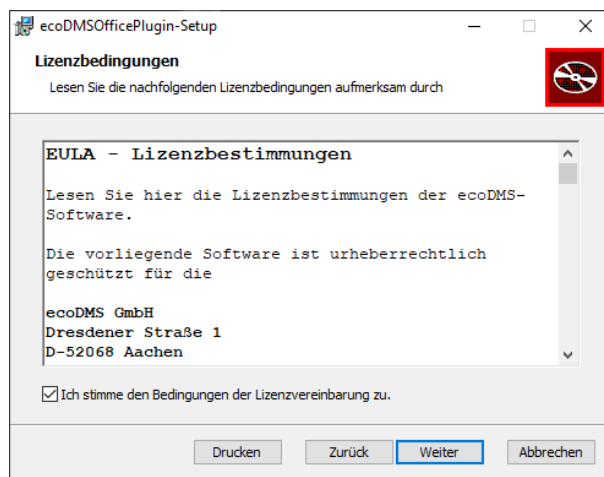 ecoDMSOfficePlugin-Setup
Lizenzbedingungen
Lesen Sie die nachfolgenden Lizenzbedingungen aufmerksam durch
EULA - Lizenzbestimmungen
Lesen Sie hier die Lizenzbestimmungen der ecoDMS-
Software.
Die vorliegende Software ist urheberrechtlich
geschützt für die
ecoDMS GmbH
Dresdener Straße 1
D-52068 Aachen
Ich stimme den Bedingungen der Lizenzvereinbarung zu.
Drucken Zurück Weiter Abbrechen